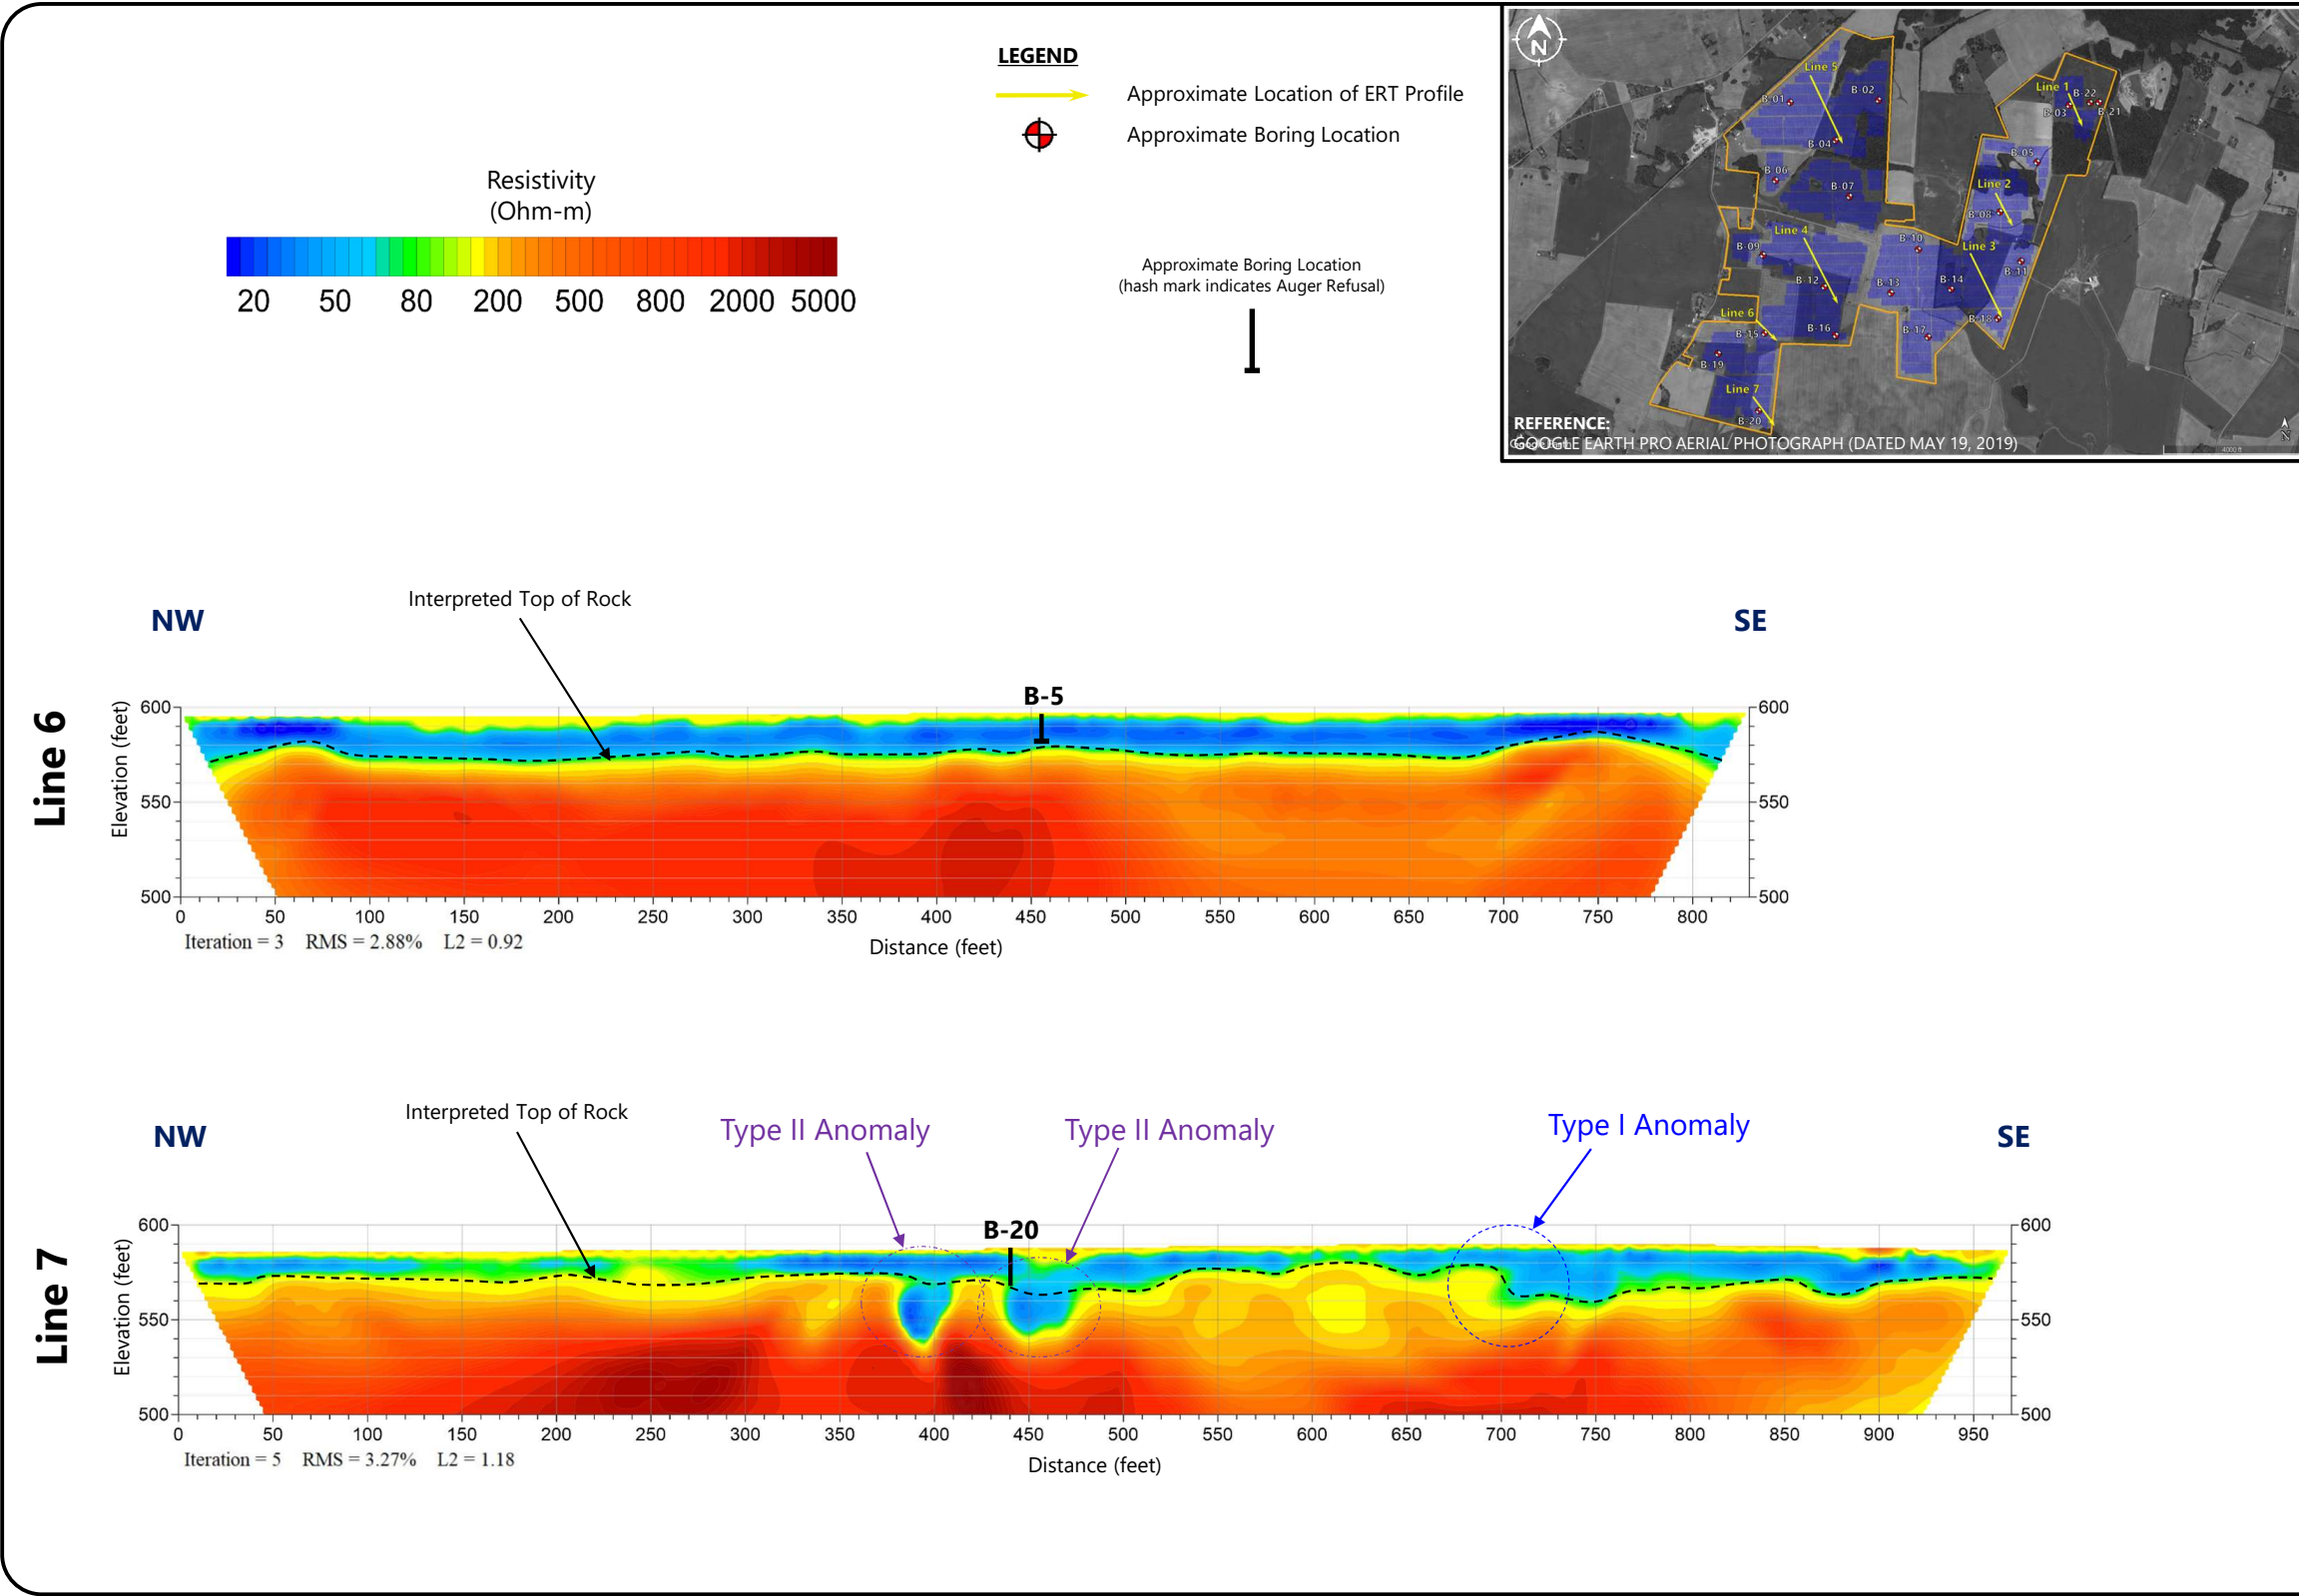 LEGEND
Approximate Location of ERT Profile
Approximate Boring Location
Resistivity
(Ohm-m)
20 50 80 200 500 800 2000 5000
Approximate Boring Location
(hash mark indicates Auger Refusal)
N
Line 5
B-01
B-02
Line 1
B-22
B-03
B-21
B-04
B-05
B-06
B-07
Line 2
B-08
Line 4
B-09
B-10
Line 3
B-11
B-12
B-13
B-14
Line 6
B-15
B-16
B-17
B-18
B-19
Line 7
B-20
REFERENCE:
GOOGLE EARTH PRO AERIAL PHOTOGRAPH (DATED MAY 19, 2019)
N
4000 ft
Line 6
NW
Interpreted Top of Rock
B-5
SE
Elevation (feet)
600
550
500
600
550
500
0 50 100 150 200 250 300 350 400 450 500 550 600 650 700 750 800
Iteration = 3 RMS = 2.88% L2 = 0.92
Distance (feet)
Line 7
NW
Interpreted Top of Rock
Type II Anomaly
Type II Anomaly
Type I Anomaly
SE
B-20
Elevation (feet)
600
550
500
600
550
500
0 50 100 150 200 250 300 350 400 450 500 550 600 650 700 750 800 850 900 950
Iteration = 5 RMS = 3.27% L2 = 1.18
Distance (feet)